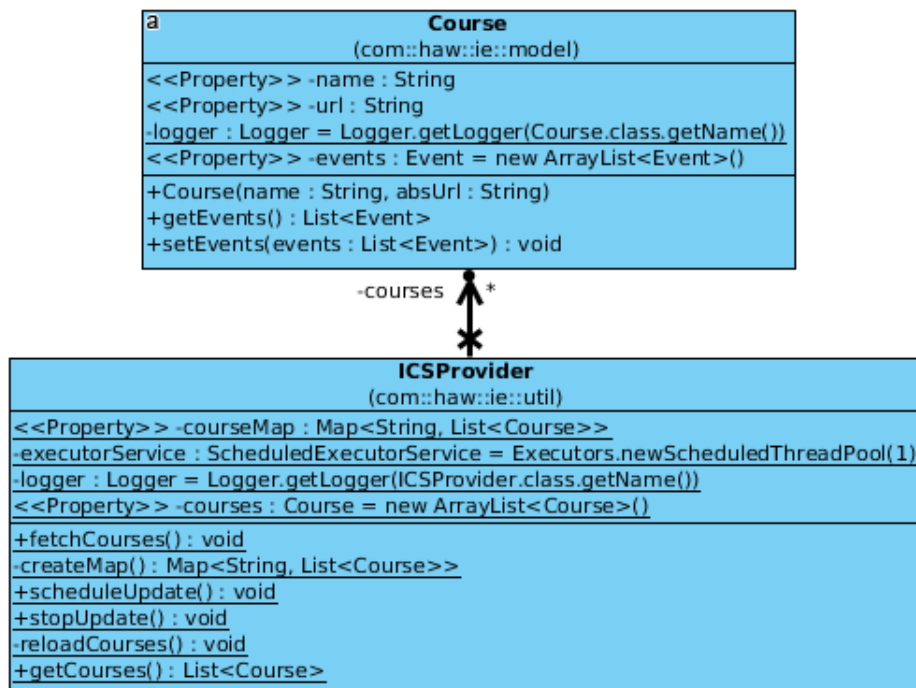 a
Course
(com::haw::ie::model)
<<Property>> -name : String
<<Property>> -url : String
-logger : Logger = Logger.getLogger(Course.class.getName())
<<Property>> -events : Event = new ArrayList<Event>()
+Course(name : String, absUrl : String)
+getEvents() : List<Event>
+setEvents(events : List<Event>) : void
-courses *
ICSProvider
(com::haw::ie::util)
<<Property>> -courseMap : Map<String, List<Course>>
-executorService : ScheduledExecutorService = Executors.newScheduledThreadPool(1)
-logger : Logger = Logger.getLogger(ICSProvider.class.getName())
<<Property>> -courses : Course = new ArrayList<Course>()
+fetchCourses() : void
-createMap() : Map<String, List<Course>>
+scheduleUpdate() : void
+stopUpdate() : void
-reloadCourses() : void
+getCourses() : List<Course>